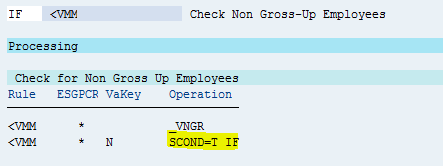 IF <VMM Check Non Gross-Up Employees
Processing
Check for Non Gross Up Employees
Rule ESGPCR VaKey Operation
<VMM * _VNGR
<VMM * N SCOND=T IF